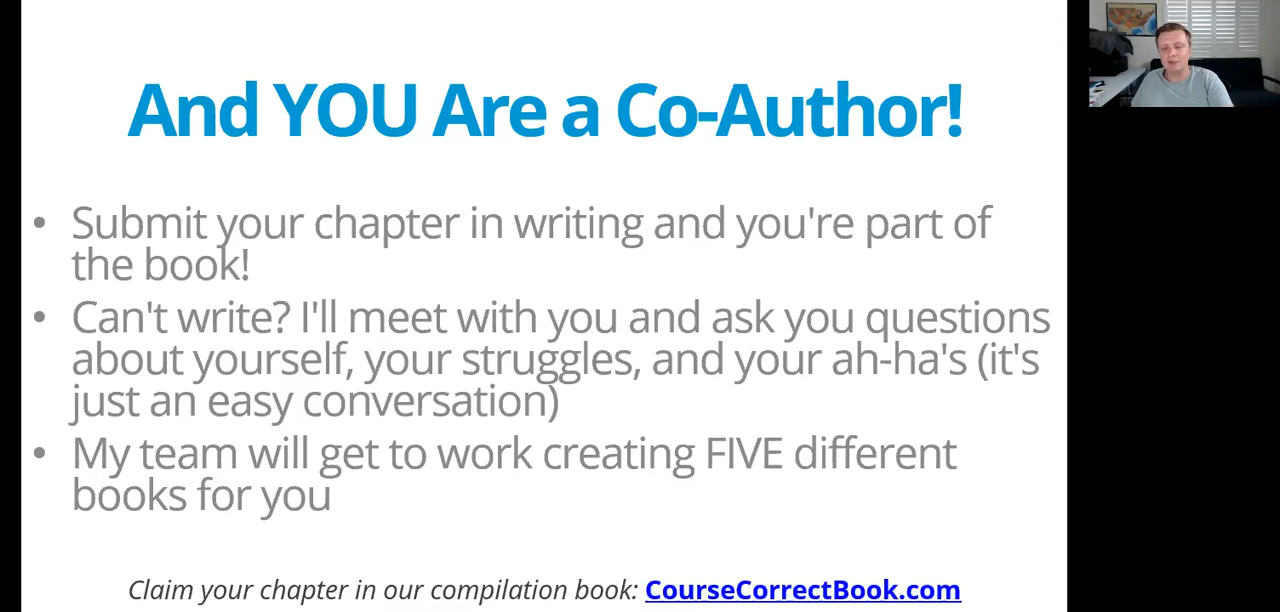 And YOU Are a Co-Author!
• Submit your chapter in writing and you're part of
the book!
• Can't write? I'll meet with you and ask you questions
about yourself, your struggles, and your ah-ha's (it's
just an easy conversation)
• My team will get to work creating FIVE different
books for you
Claim your chapter in our compilation book: CourseCorrectBook.com